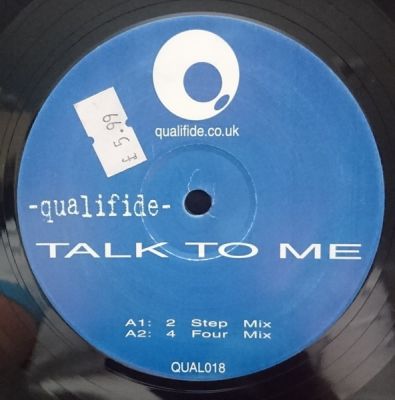 qualifide.co.uk
£5.99
-qualifide-
TALK TO ME
A1: 2 Step Mix
A2: 4 Four Mix
QUAL018